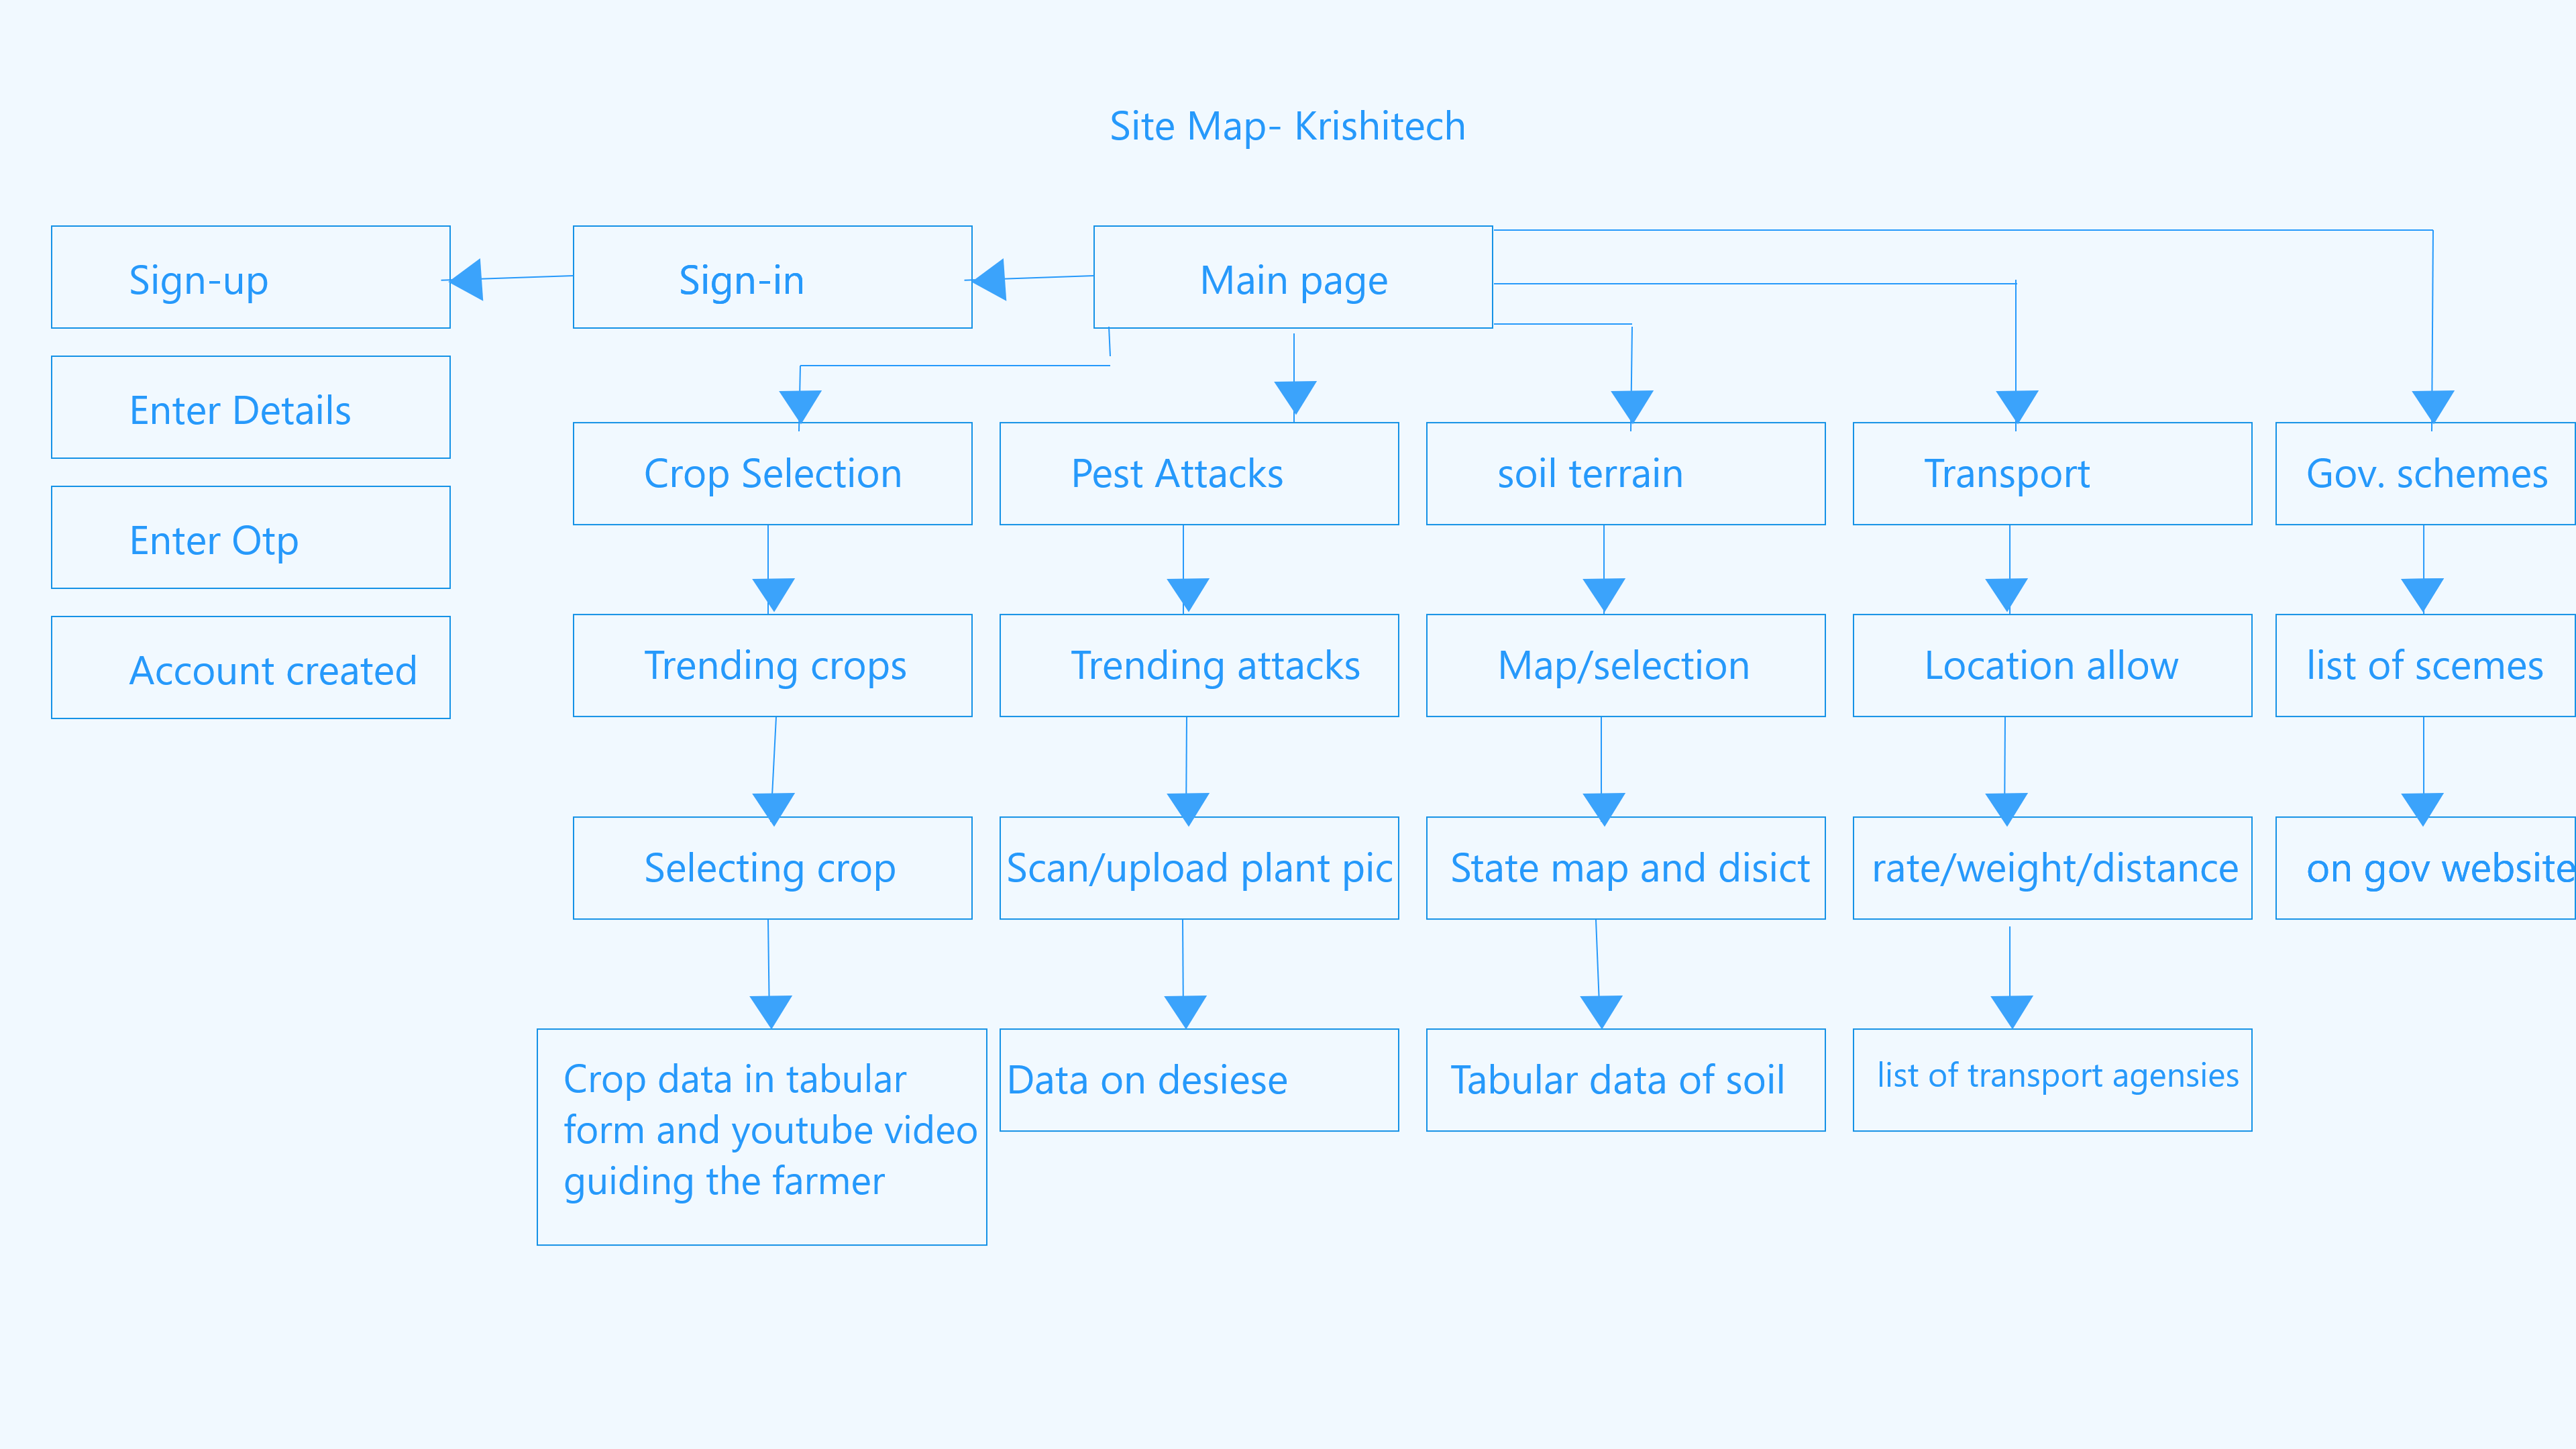 Site Map- Krishitech
Sign-up
Sign-in
Main page
Enter Details
Enter Otp
Account created
Crop Selection
Pest Attacks
soil terrain
Transport
Gov. schemes
Trending crops
Trending attacks
Map/selection
Location allow
list of scemes
Selecting crop
Scan/upload plant pic
State map and disict
rate/weight/distance
on gov website
Crop data in tabular
form and youtube video
guiding the farmer
Data on desiese
Tabular data of soil
list of transport agensies